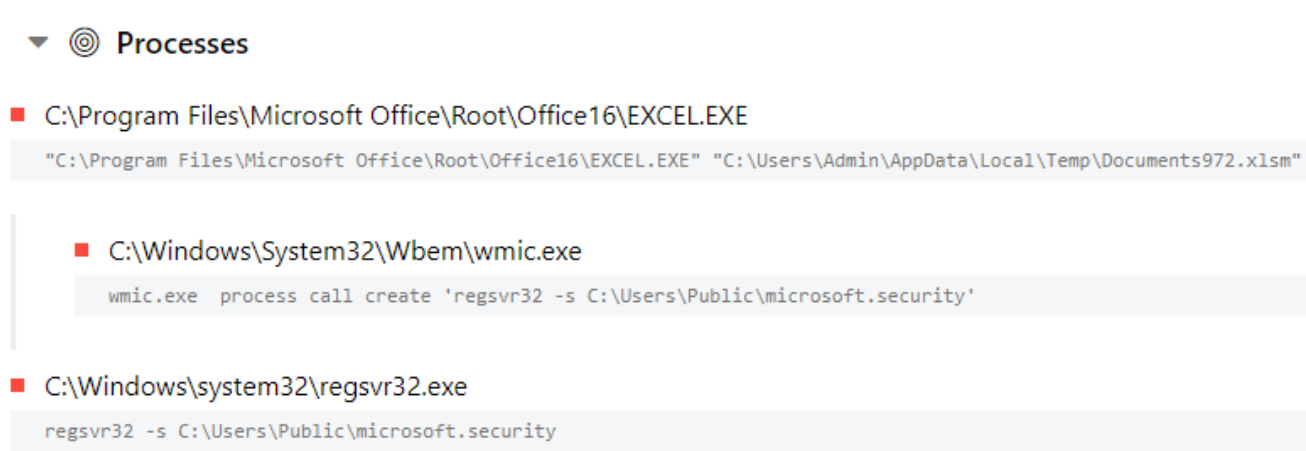 Processes
C:\Program Files\Microsoft Office\Root\Office16\EXCEL.EXE
"C:\Program Files\Microsoft Office\Root\Office16\EXCEL.EXE" "C:\Users\Admin\AppData\Local\Temp\Documents972.xlsm"
C:\Windows\System32\Wbem\wmic.exe
wmic.exe  process call create 'regsvr32 -s C:\Users\Public\microsoft.security'
C:\Windows\system32\regsvr32.exe
regsvr32 -s C:\Users\Public\microsoft.security